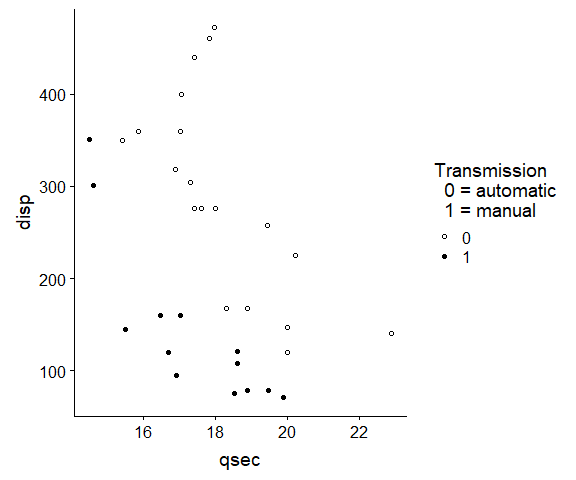 400
300
200
100
disp
16 18 20 22
qsec
Transmission
0 = automatic
1 = manual
0
1